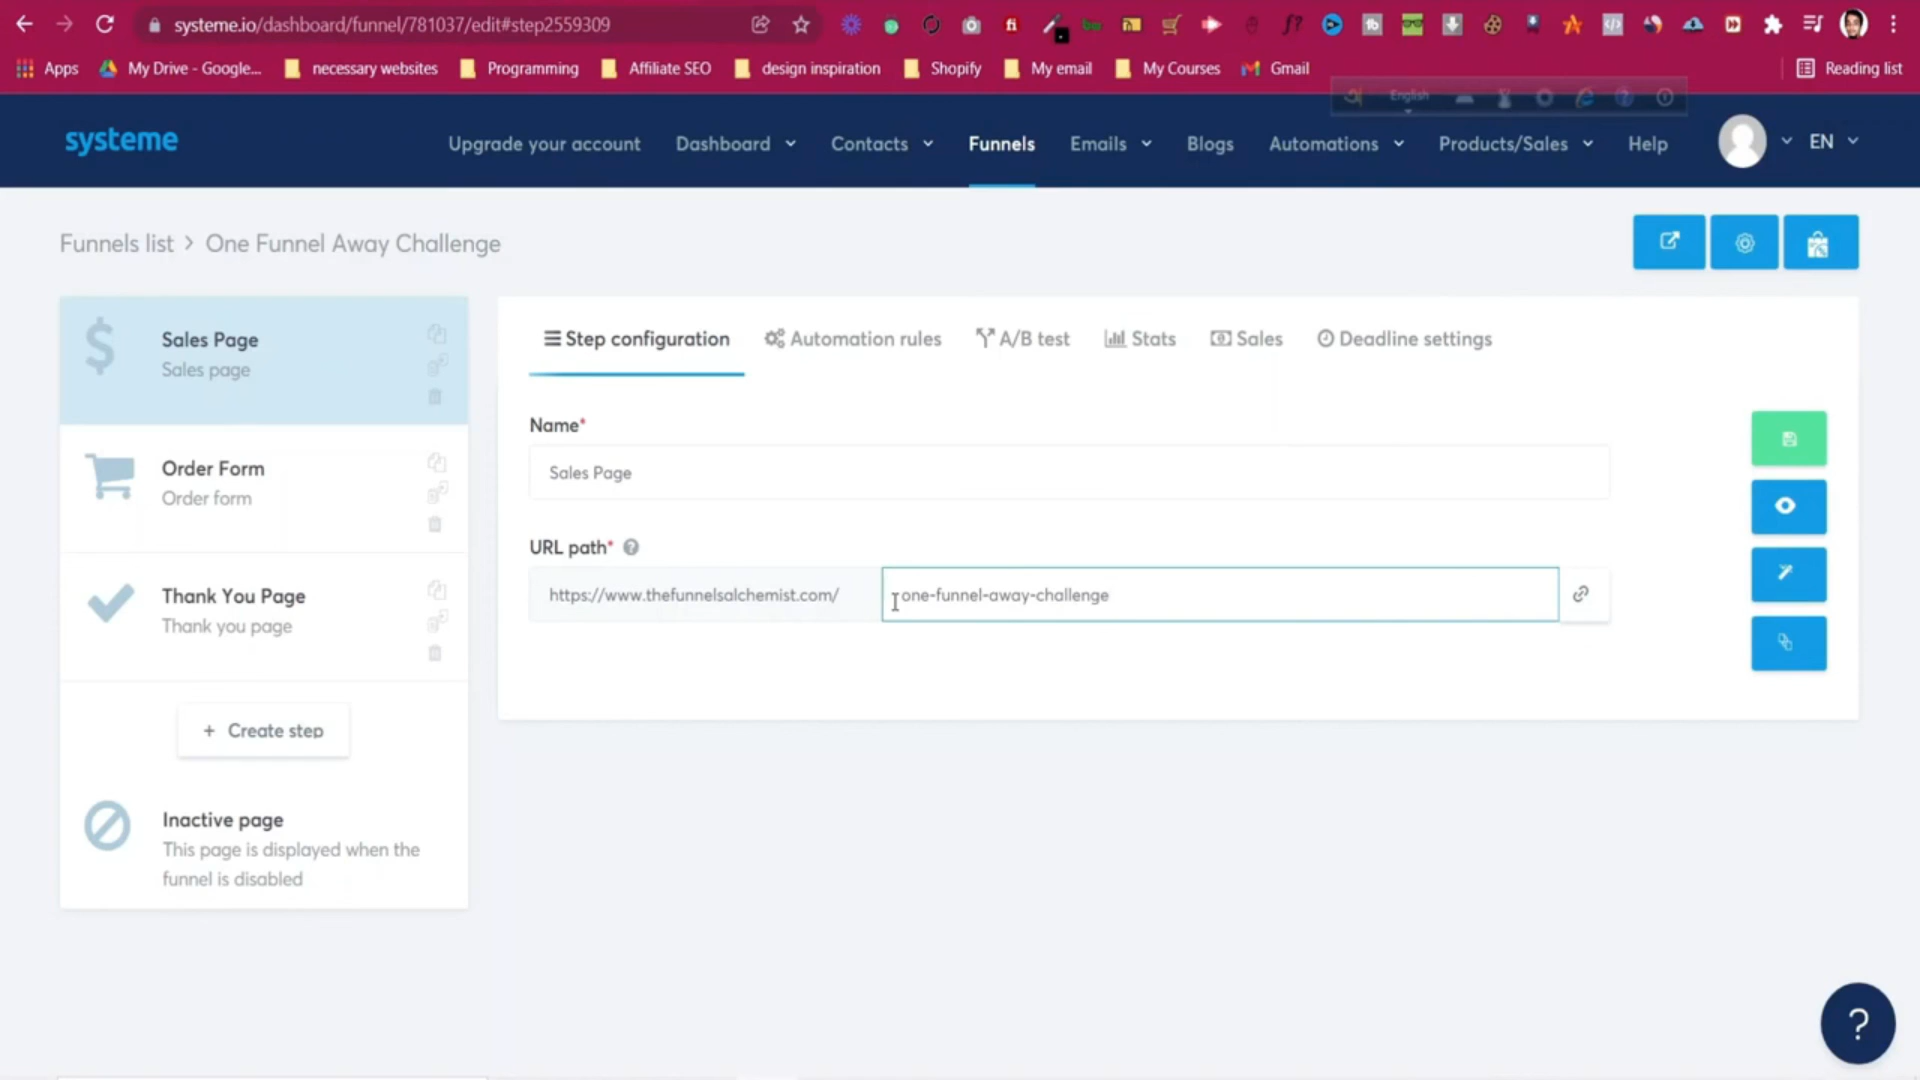 systeme.io/dashboard/funnel/781037/edit#step2559309
Apps My Drive - Google... necessary websites Programming Affiliate SEO design inspiration Shopify My email My Courses Gmail Reading list
English
systeme Upgrade your account Dashboard Contacts Funnels Emails Blogs Automations Products/Sales Help EN
Funnels list > One Funnel Away Challenge
Sales Page
Sales page
Order Form
Order form
Thank You Page
Thank you page
+ Create step
Inactive page
This page is displayed when the
funnel is disabled
Step configuration Automation rules A/B test Stats Sales Deadline settings
Name*
Sales Page
URL path* ?
https://www.thefunnelsalchemist.com/ one-funnel-away-challenge
?